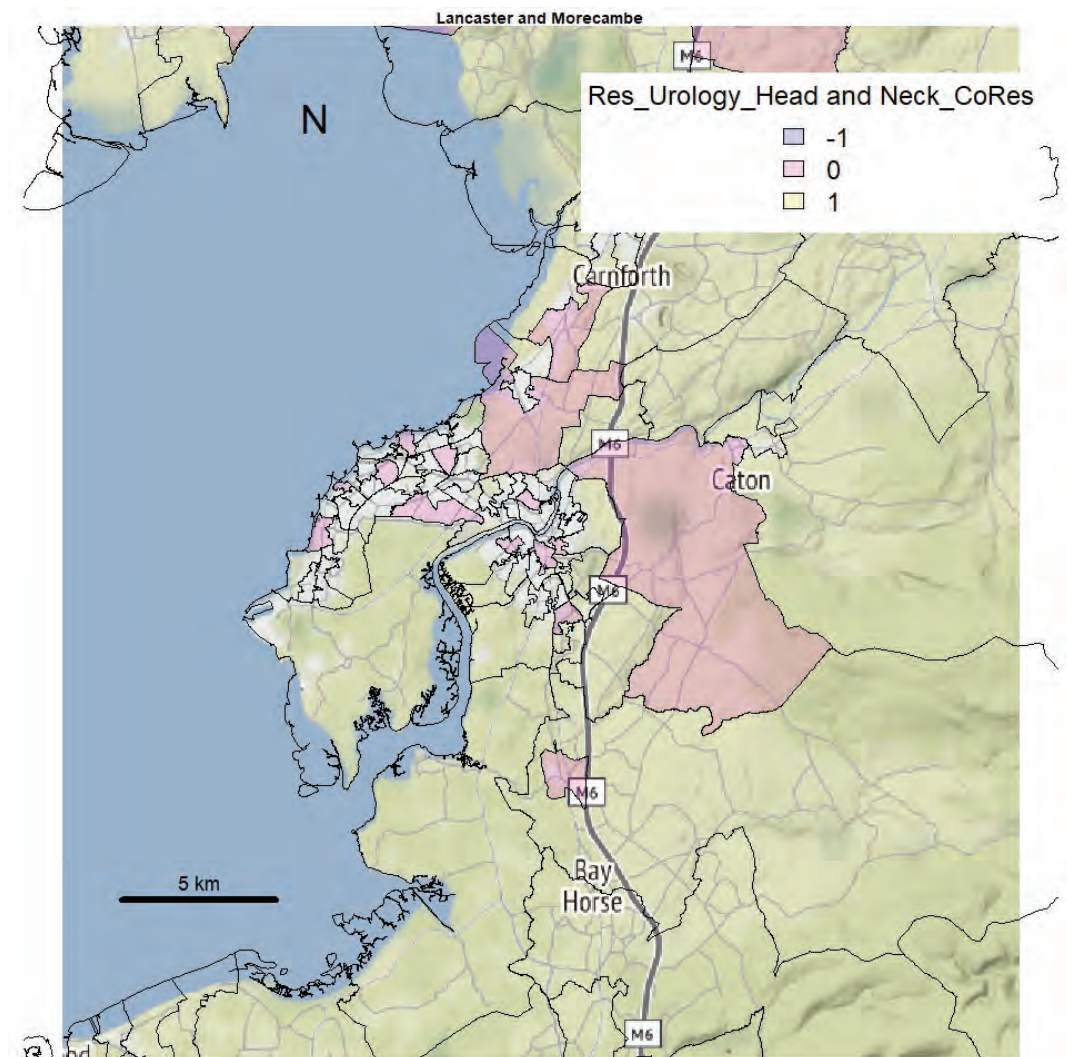 Lancaster and Morecambe
M6
N
Res_Urology_Head and Neck_CoRes
-1
0
1
Carnforth
M6
Caton
M6
M6
5 km
Bay
Horse
M6